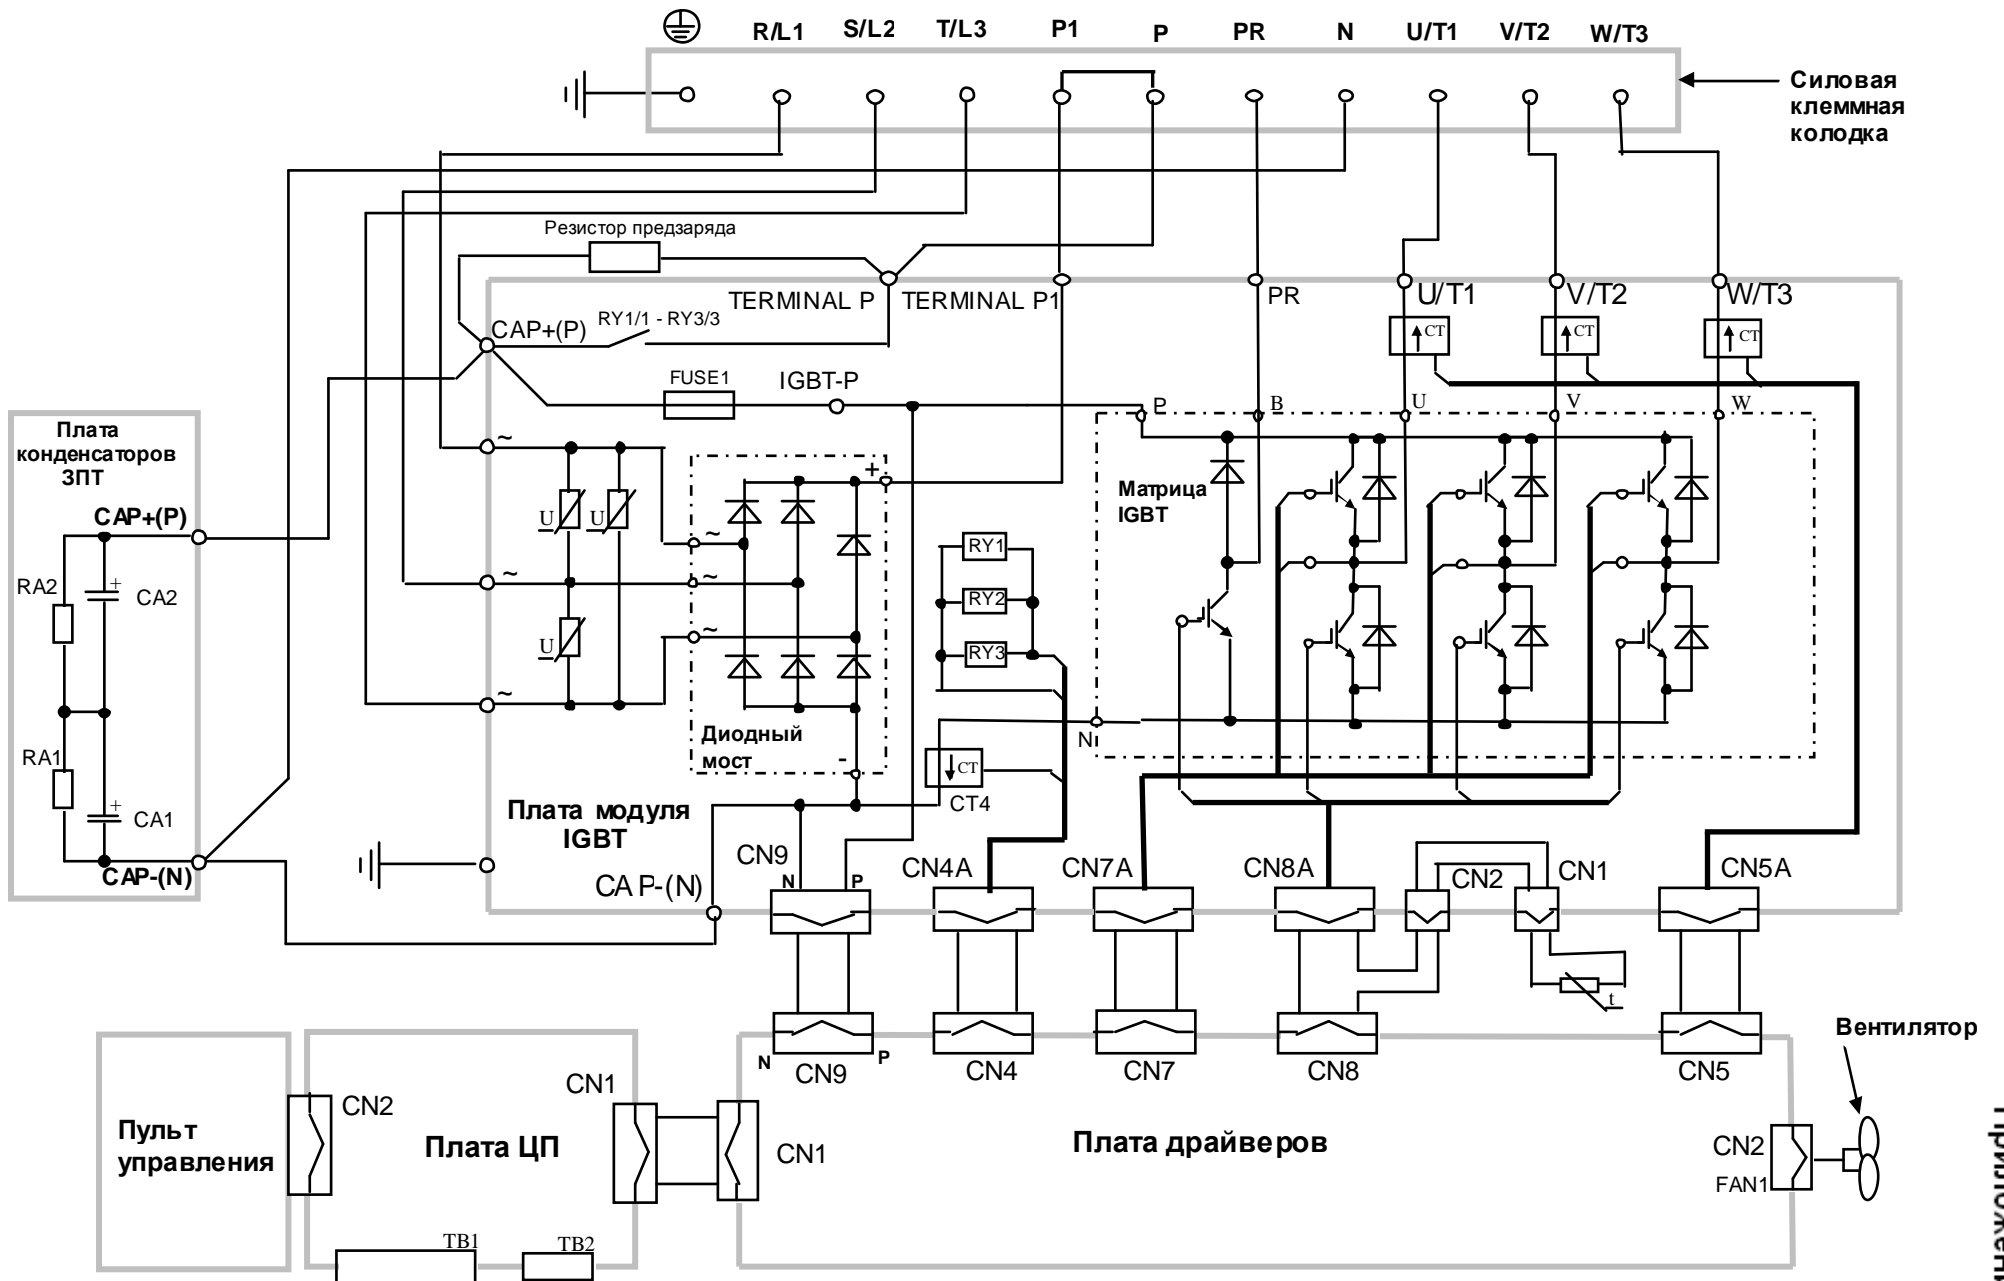 R/L1 S/L2 T/L3 P1 P PR N U/T1 V/T2 W/T3
Силовая
клеммная
колодка
Резистор предзаряда
TERMINAL P TERMINAL P1 PR U/T1 V/T2 W/T3
CAP+(P) RY1/1 - RY3/3
CT CT CT
FUSE1 IGBT-P
P B U V W
Плата
конденсаторов
ЗПТ
CAP+(P)
RA2 CA2
+
RA1 CA1
+
CAP-(N)
~
~
~
U U
U
+
~
~
~
Диодный
мост
-
RY1
RY2
RY3
Матрица
IGBT
N
CT
CT4
Плата модуля
IGBT
CAP-(N)
CN9 CN4A CN7A CN8A CN2 CN1 CN5A
N P
t
N P
CN9 CN4 CN7 CN8 CN5
Вентилятор
Пульт
управления
CN2
Плата ЦП
CN1
CN1
Плата драйверов
CN2
FAN1
TB1 TB2